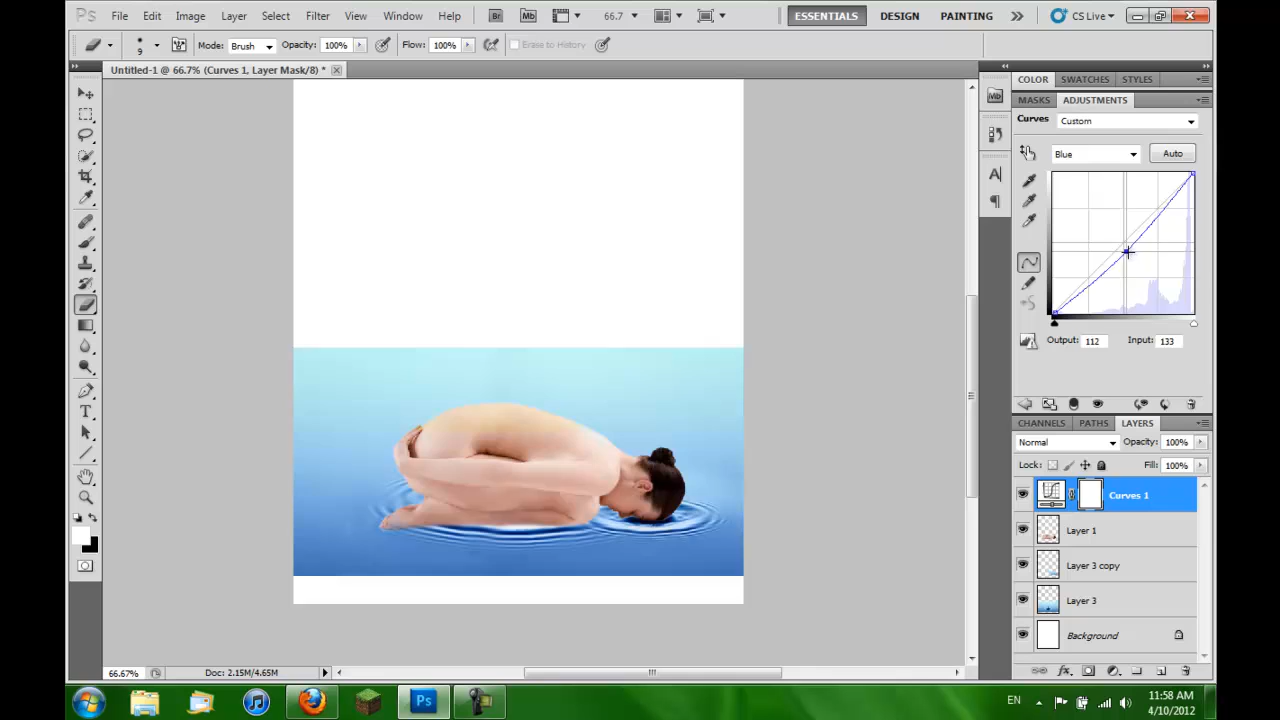 Ps File Edit Image Layer Select Filter View Window Help Br Mb 66.7 ESSENTIALS DESIGN PAINTING CS Live
9 Mode: Brush Opacity: 100% Flow: 100% Erase to History
Untitled-1 @ 66.7% (Curves 1, Layer Mask/8) *
COLOR SWATCHES STYLES
MASKS ADJUSTMENTS
Curves Custom
Blue Auto
Output: 112 Input: 133
CHANNELS PATHS LAYERS
Normal Opacity: 100%
Lock: Fill: 100%
Curves 1
Layer 1
Layer 3 copy
Layer 3
Background
66.67% Doc: 2.15M/4.65M
Ps EN 11:58 AM
4/10/2012